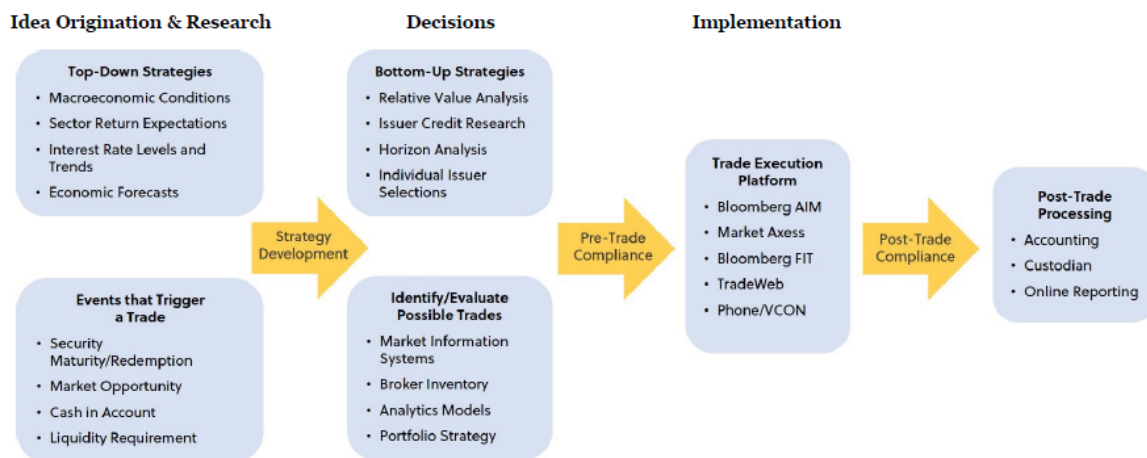 Idea Origination & Research
Decisions
Implementation
Top-Down Strategies
• Macroeconomic Conditions
• Sector Return Expectations
• Interest Rate Levels and
Trends
• Economic Forecasts
Events that Trigger
a Trade
• Security
Maturity/Redemption
• Market Opportunity
• Cash in Account
• Liquidity Requirement
Strategy
Development
Bottom-Up Strategies
• Relative Value Analysis
• Issuer Credit Research
• Horizon Analysis
• Individual Issuer
Selections
Identify/Evaluate
Possible Trades
• Market Information
Systems
• Broker Inventory
• Analytics Models
• Portfolio Strategy
Pre-Trade
Compliance
Trade Execution
Platform
• Bloomberg AIM
• Market Axess
• Bloomberg FIT
• TradeWeb
• Phone/VCON
Post-Trade
Compliance
Post-Trade
Processing
• Accounting
• Custodian
• Online Reporting